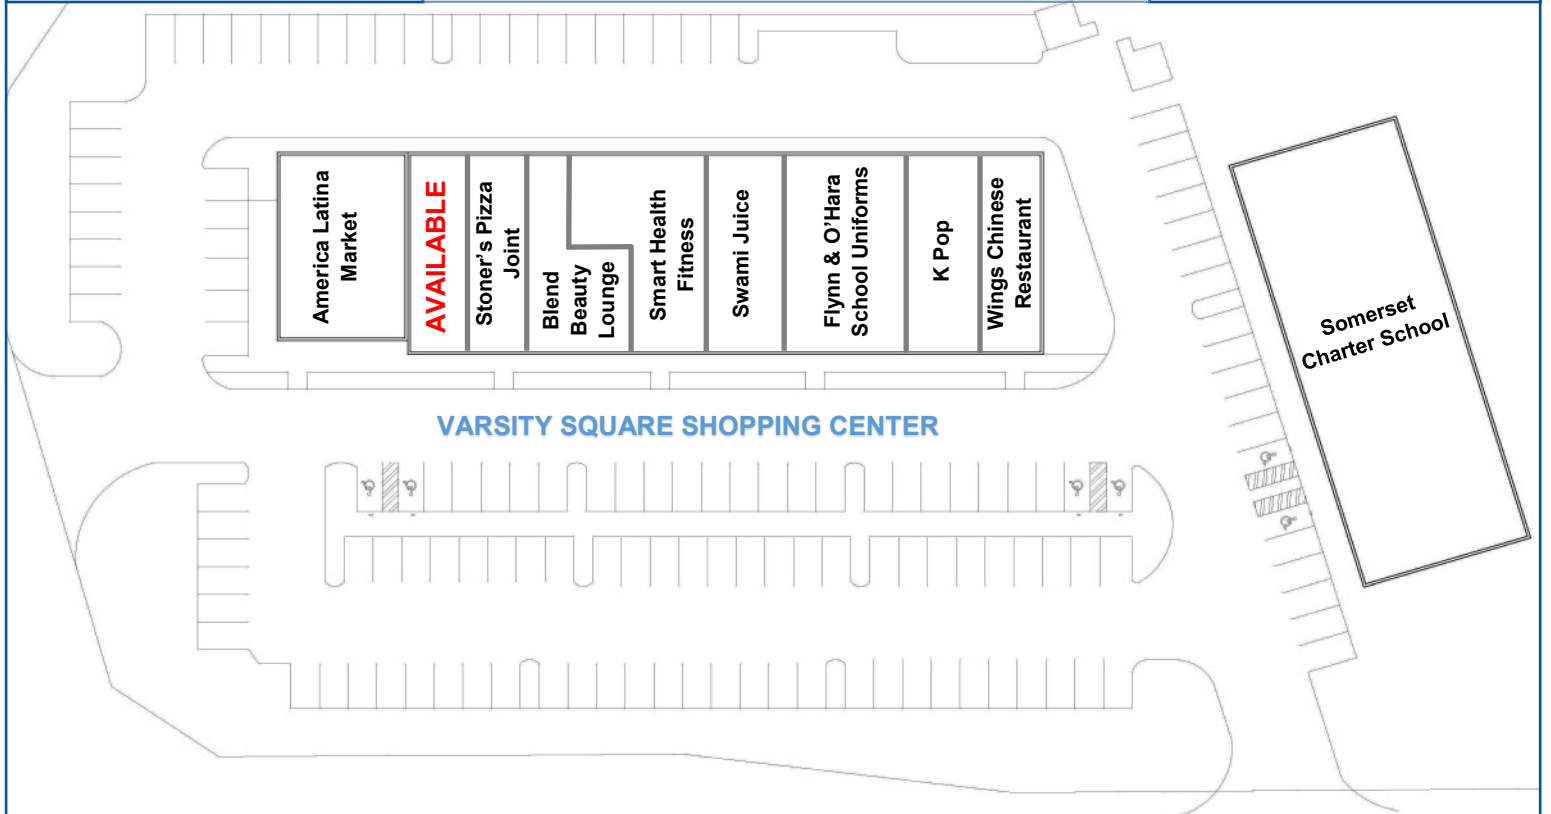 America Latina
Market
AVAILABLE
Stoner's Pizza
Joint
Blend
Beauty
Lounge
Smart Health
Fitness
Swami Juice
Flynn & O'Hara
School Uniforms
K Pop
Wings Chinese
Restaurant
Somerset
Charter School
VARSITY SQUARE SHOPPING CENTER